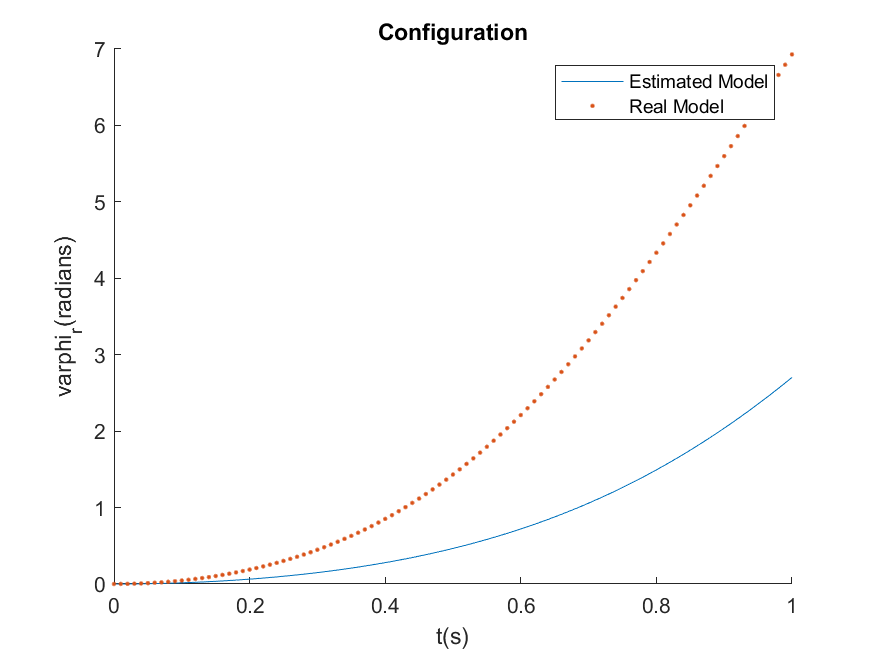 Configuration
Estimated Model
Real Model
7
6
5
4
3
2
1
0
varphi_r(radians)
0 0.2 0.4 0.6 0.8 1
t(s)